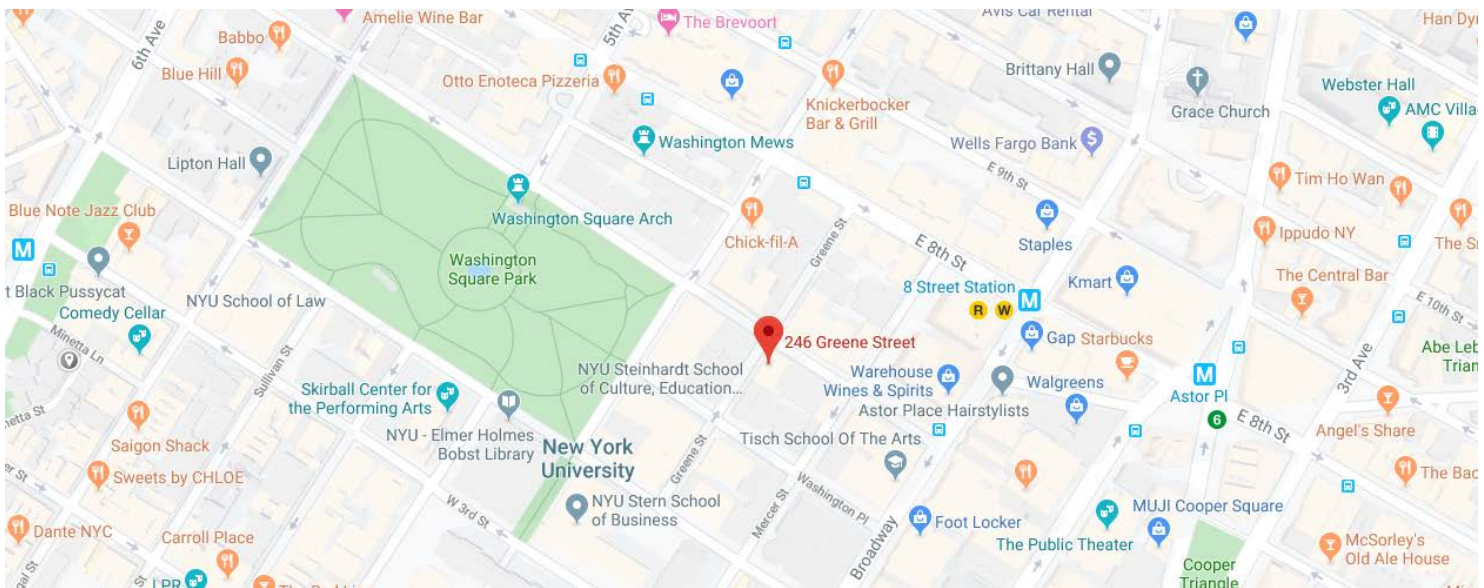 Amelie Wine Bar
6th Ave
Babbo
Blue Hill
5th Av
The Brevoort
Avis Car Rental
Han Dy
Otto Enoteca Pizzeria
Brittany Hall
Webster Hall
Grace Church
AMC Villa
Knickerbocker
Bar & Grill
Washington Mews
Wells Fargo Bank
Lipton Hall
E 9th St
Tim Ho Wan
Blue Note Jazz Club
Washington Square Arch
Chick-fil-A
Greene St
E 8th St
Staples
Ippudo NY
The Sm
M
Washington
Square Park
The Central Bar
t Black Pussycat
NYU School of Law
8 Street Station
M
R
W
Kmart
E 10th St
Comedy Cellar
Minetta Ln
246 Greene Street
Gap
Starbucks
3rd Ave
Abe Leb
Trian
Sullivan St
Skirball Center for
the Performing Arts
NYU Steinhardt School
of Culture, Education...
Warehouse
Wines & Spirits
Walgreens
M
Astor Pl
6
Astor Place Hairstylists
E 8th St
netta St
Saigon Shack
NYU - Elmer Holmes
Bobst Library
New York
University
Greene St
Tisch School Of The Arts
Angel's Share
Sweets by CHLOE
The Bac
W 3rd St
NYU Stern School
of Business
Mercer St
Washington Pl
Broadway
Foot Locker
MUJI Cooper Square
The Public Theater
Dante NYC
Carroll Place
McSorley's
Old Ale House
LPR
Cooper
Triangle